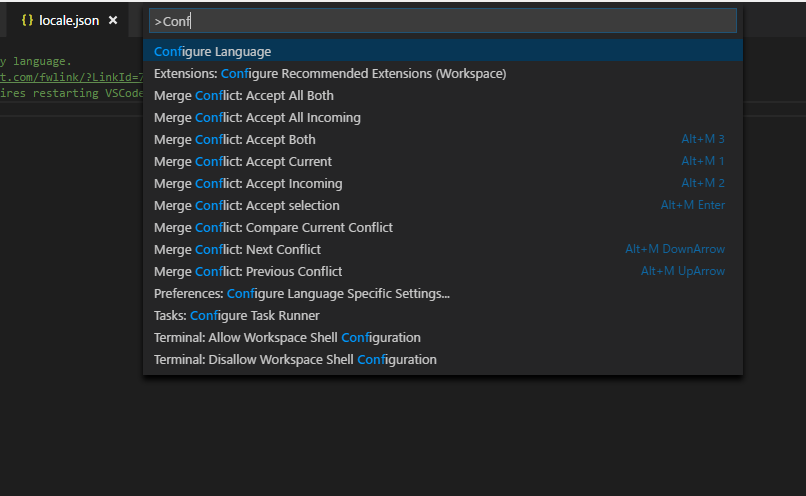 { } locale.json ×
>Conf
y language.
t.com/fwlink/?LinkId=7
ires restarting VSCode
Configure Language
Extensions: Configure Recommended Extensions (Workspace)
Merge Conflict: Accept All Both
Merge Conflict: Accept All Incoming
Merge Conflict: Accept Both Alt+M 3
Merge Conflict: Accept Current Alt+M 1
Merge Conflict: Accept Incoming Alt+M 2
Merge Conflict: Accept selection Alt+M Enter
Merge Conflict: Compare Current Conflict
Merge Conflict: Next Conflict Alt+M DownArrow
Merge Conflict: Previous Conflict Alt+M UpArrow
Preferences: Configure Language Specific Settings...
Tasks: Configure Task Runner
Terminal: Allow Workspace Shell Configuration
Terminal: Disallow Workspace Shell Configuration